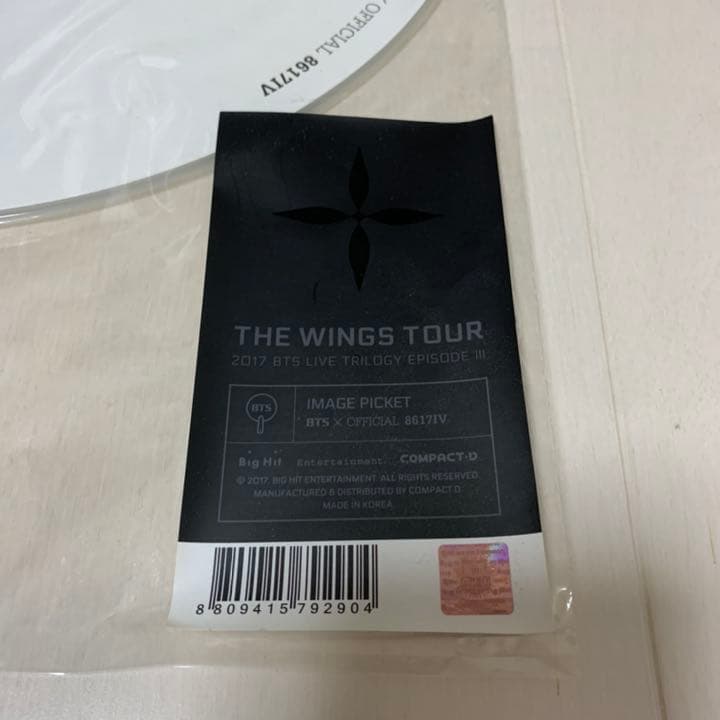 OFFICIAL 8617IV
THE WINGS TOUR
2017 BTS LIVE TRILOGY EPISODE III
BTS
IMAGE PICKET
BTS X OFFICIAL 8617IV
Big Hit Entertainment COMPACT·D
© 2017. BIG HIT ENTERTAINMENT. ALL RIGHTS RESERVED.
MANUFACTURED & DISTRIBUTED BY COMPACT D.
MADE IN KOREA
8 809415 792904